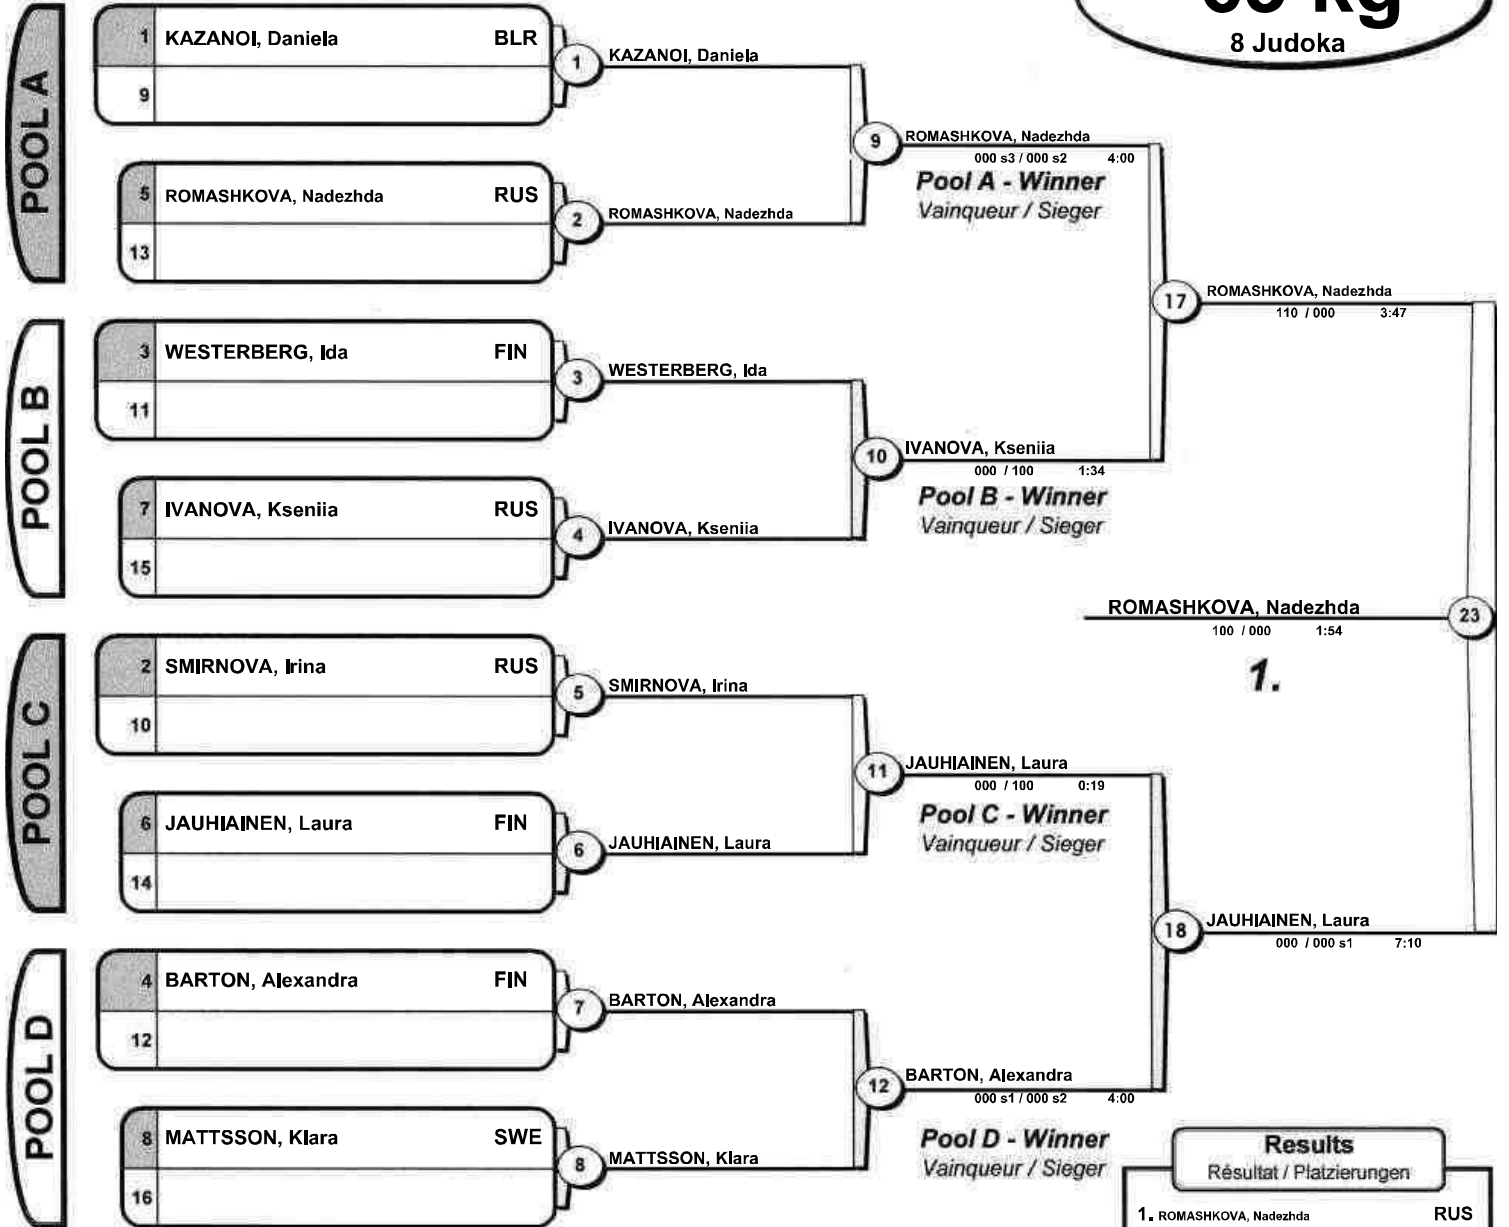 8 Judoka
POOL A
1 KAZANOI, Daniela BLR
9
1 KAZANOI, Daniela
5 ROMASHKOVA, Nadezhda RUS
13
2 ROMASHKOVA, Nadezhda
9 ROMASHKOVA, Nadezhda
000 s3 / 000 s2 4:00
Pool A - Winner
Vainqueur / Sieger
POOL B
3 WESTERBERG, Ida FIN
11
3 WESTERBERG, Ida
7 IVANOVA, Kseniia RUS
15
4 IVANOVA, Kseniia
10 IVANOVA, Kseniia
000 / 100 1:34
Pool B - Winner
Vainqueur / Sieger
17 ROMASHKOVA, Nadezhda
110 / 000 3:47
ROMASHKOVA, Nadezhda 23
100 / 000 1:54
1.
POOL C
2 SMIRNOVA, Irina RUS
10
5 SMIRNOVA, Irina
6 JAUHIAINEN, Laura FIN
14
6 JAUHIAINEN, Laura
11 JAUHIAINEN, Laura
000 / 100 0:19
Pool C - Winner
Vainqueur / Sieger
POOL D
4 BARTON, Alexandra FIN
12
7 BARTON, Alexandra
8 MATTSSON, Klara SWE
16
8 MATTSSON, Klara
12 BARTON, Alexandra
000 s1 / 000 s2 4:00
Pool D - Winner
Vainqueur / Sieger
18 JAUHIAINEN, Laura
000 / 000 s1 7:10
Results
Résultat / Platzierungen
1. ROMASHKOVA, Nadezhda RUS